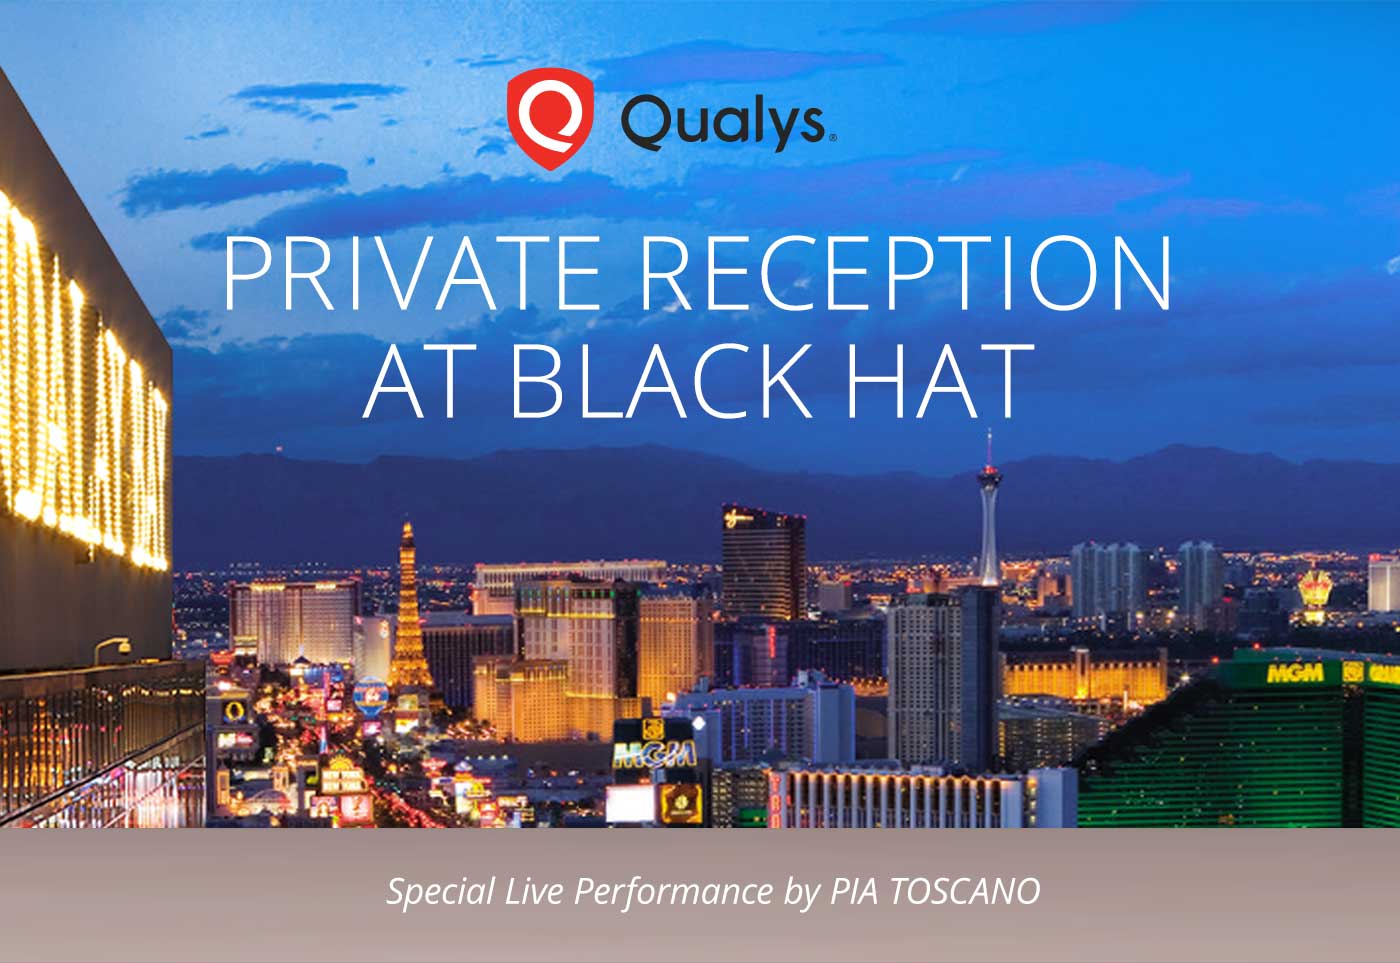 Qualys®
PRIVATE RECEPTION
AT BLACK HAT
MGM
MGM
Special Live Performance by PIA TOSCANO